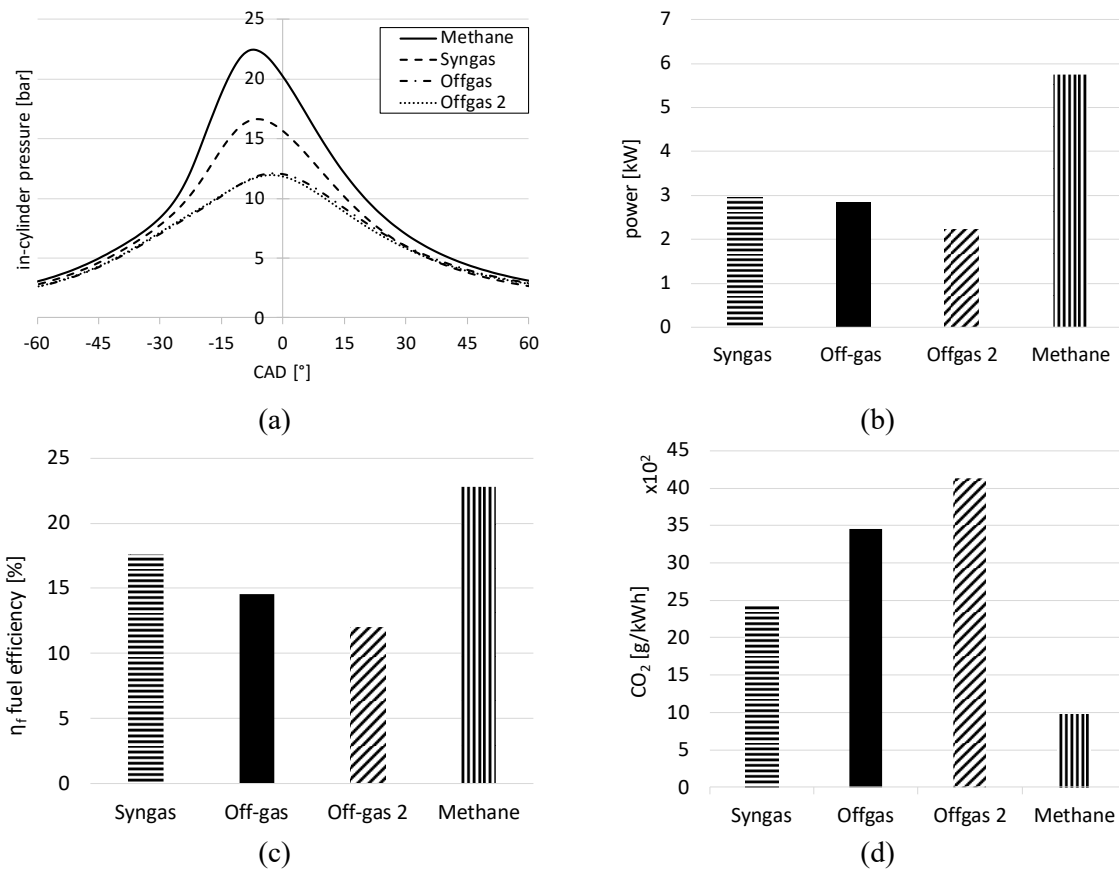 in-cylinder pressure [bar]
25
20
15
10
5
0
-60 -45 -30 -15 0 15 30 45 60
CAD [°]
Methane
Syngas
Offgas
Offgas 2
(a)
power [kW]
7
6
5
4
3
2
1
0
Syngas Off-gas Offgas 2 Methane
(b)
ηf fuel efficiency [%]
25
20
15
10
5
0
Syngas Off-gas Off-gas 2 Methane
(c)
CO₂ [g/kWh]
x10²
45
40
35
30
25
20
15
10
5
0
Syngas Offgas Offgas 2 Methane
(d)